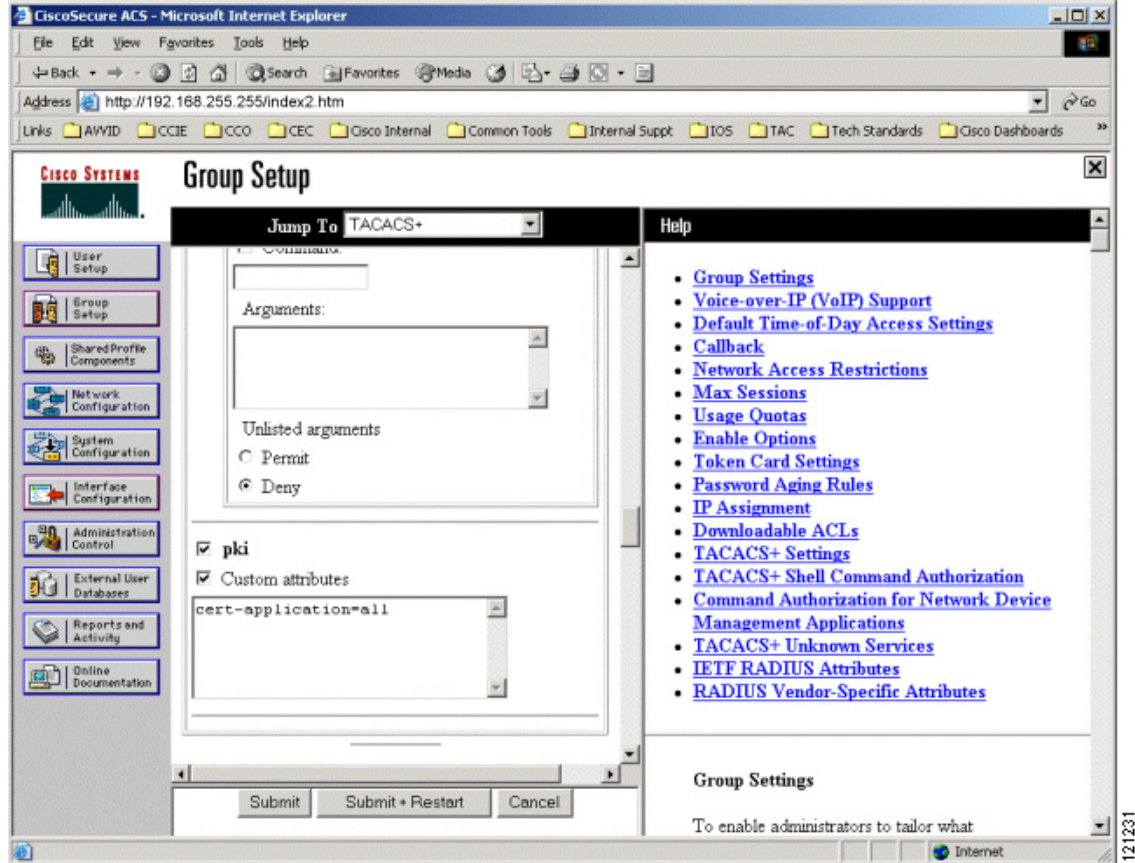 CiscoSecure ACS - Microsoft Internet Explorer
File Edit View Favorites Tools Help
Back Search Favorites Media
Address http://192.168.255.255/index2.htm Go
Links AVVID CCIE CCO CEC Cisco Internal Common Tools Internal Suppt IOS TAC Tech Standards Cisco Dashboards »
CISCO SYSTEMS
Group Setup
Jump To TACACS+
Help
User
Setup
Group
Setup
Shared Profile
Components
Network
Configuration
System
Configuration
Interface
Configuration
Administration
Control
External User
Databases
Reports and
Activity
Online
Documentation
Command:
Arguments:
Unlisted arguments
Permit
Deny
pki
Custom attributes
cert-application=all
Submit Submit + Restart Cancel
Group Settings
Voice-over-IP (VoIP) Support
Default Time-of-Day Access Settings
Callback
Network Access Restrictions
Max Sessions
Usage Quotas
Enable Options
Token Card Settings
Password Aging Rules
IP Assignment
Downloadable ACLs
TACACS+ Settings
TACACS+ Shell Command Authorization
Command Authorization for Network Device
Management Applications
TACACS+ Unknown Services
IETF RADIUS Attributes
RADIUS Vendor-Specific Attributes
Group Settings
To enable administrators to tailor what
Internet
121231